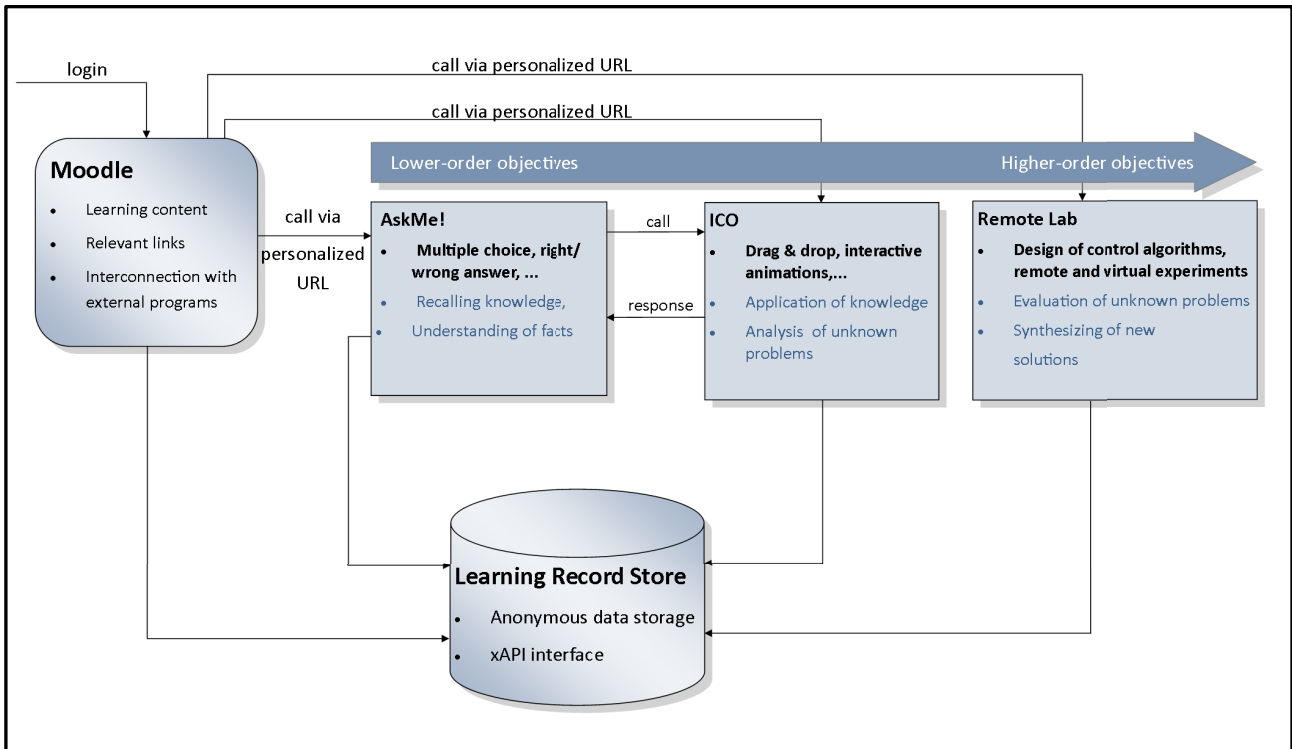 login
call via personalized URL
call via personalized URL
Lower-order objectives
Higher-order objectives
Moodle
• Learning content
• Relevant links
• Interconnection with
external programs
call via
personalized
URL
AskMe!
• Multiple choice, right/
wrong answer, ...
• Recalling knowledge,
• Understanding of facts
call
response
ICO
• Drag & drop, interactive
animations,...
• Application of knowledge
• Analysis of unknown
problems
Remote Lab
• Design of control algorithms,
remote and virtual experiments
• Evaluation of unknown problems
• Synthesizing of new
solutions
Learning Record Store
• Anonymous data storage
• xAPI interface